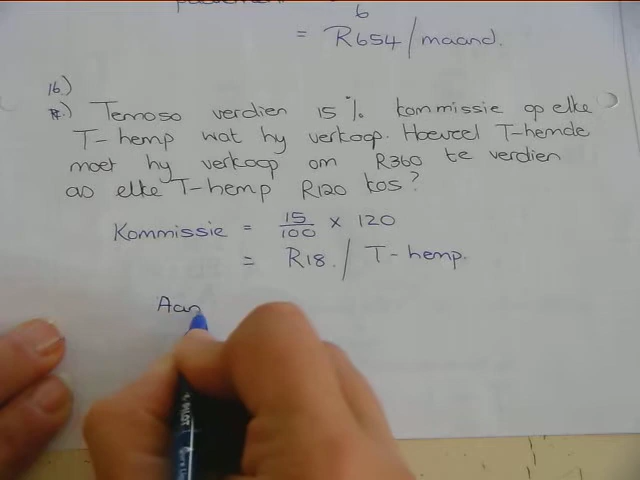 6
= R654/maand.
16.)
Temoso verdien 15% kommissie op elke
T-hemp wat hy verkoop. Hoeveel T-hemde
moet hy verkoop om R360 te verdien
as elke T-hemp R120 kos?
Kommissie = 15/100 x 120
= R18./T-hemp.
Aan
PILOT